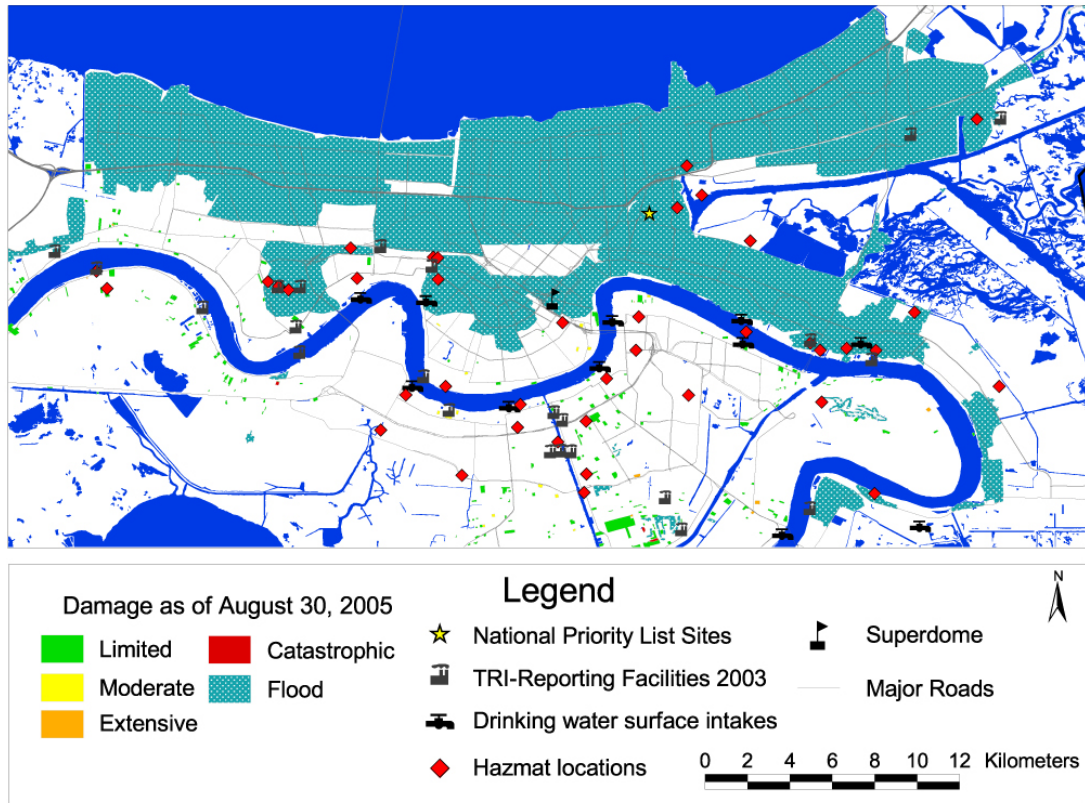 Legend
N
Damage as of August 30, 2005
Limited
Catastrophic
Moderate
Flood
Extensive
National Priority List Sites
TRI-Reporting Facilities 2003
Drinking water surface intakes
Hazmat locations
Superdome
Major Roads
0 2 4 6 8 10 12 Kilometers